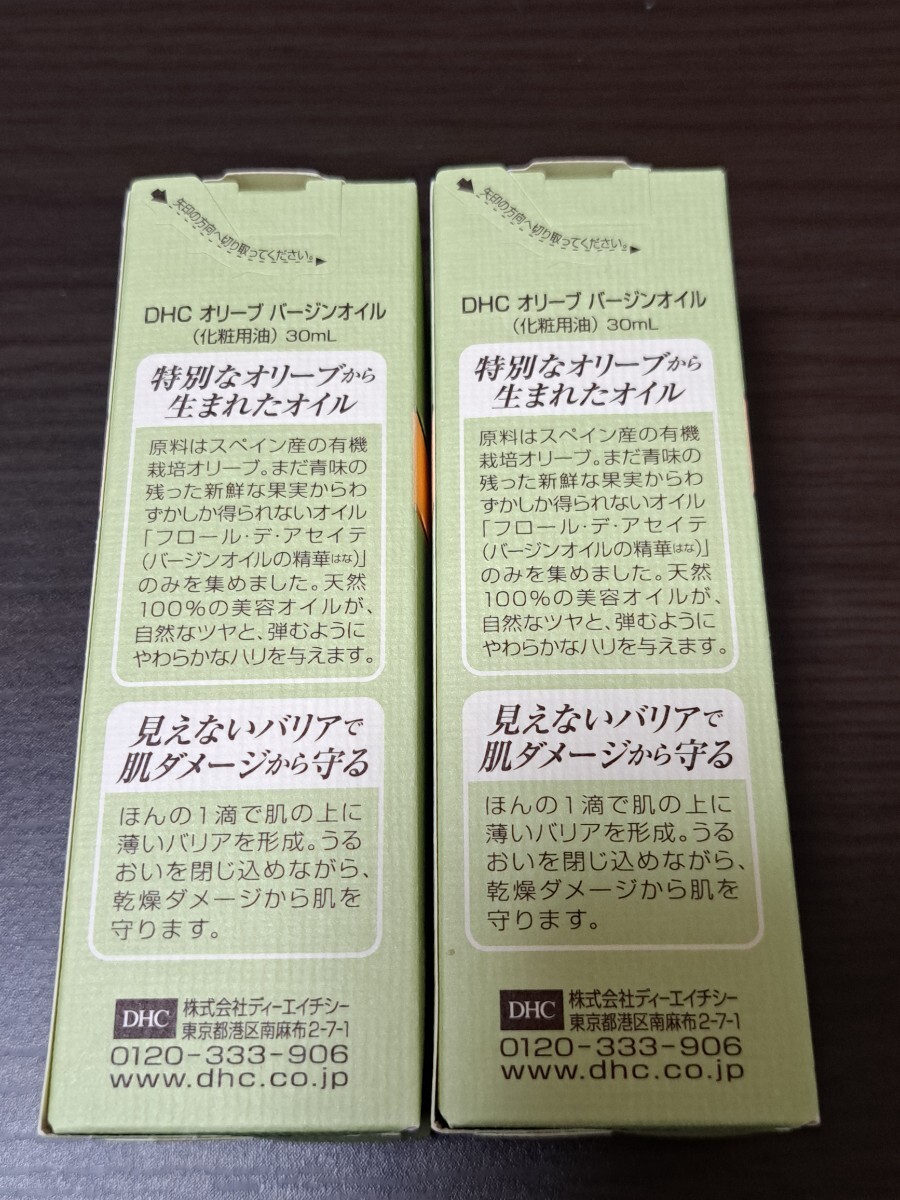 矢印の方向へ切り取ってください。
DHC オリーブ バージンオイル
(化粧用油) 30mL
特別なオリーブから
生まれたオイル
原料はスペイン産の有機
栽培オリーブ。まだ青味の
残った新鮮な果実からわ
ずかしか得られないオイル
「フロール・デ・アセイテ
(バージンオイルの精華はな)」
のみを集めました。天然
100%の美容オイルが、
自然なツヤと、弾むように
やわらかなハリを与えます。
見えないバリアで
肌ダメージから守る
ほんの1滴で肌の上に
薄いバリアを形成。うる
おいを閉じ込めながら、
乾燥ダメージから肌を
守ります。
DHC 株式会社ディーエイチシー
東京都港区南麻布2-7-1
0120-333-906
www.dhc.co.jp
矢印の方向へ切り取ってください。
DHC オリーブ バージンオイル
(化粧用油) 30mL
特別なオリーブから
生まれたオイル
原料はスペイン産の有機
栽培オリーブ。まだ青味の
残った新鮮な果実からわ
ずかしか得られないオイル
「フロール・デ・アセイテ
(バージンオイルの精華はな)」
のみを集めました。天然
100%の美容オイルが、
自然なツヤと、弾むように
やわらかなハリを与えます。
見えないバリアで
肌ダメージから守る
ほんの1滴で肌の上に
薄いバリアを形成。うる
おいを閉じ込めながら、
乾燥ダメージから肌を
守ります。
DHC 株式会社ディーエイチシー
東京都港区南麻布2-7-1
0120-333-906
www.dhc.co.jp